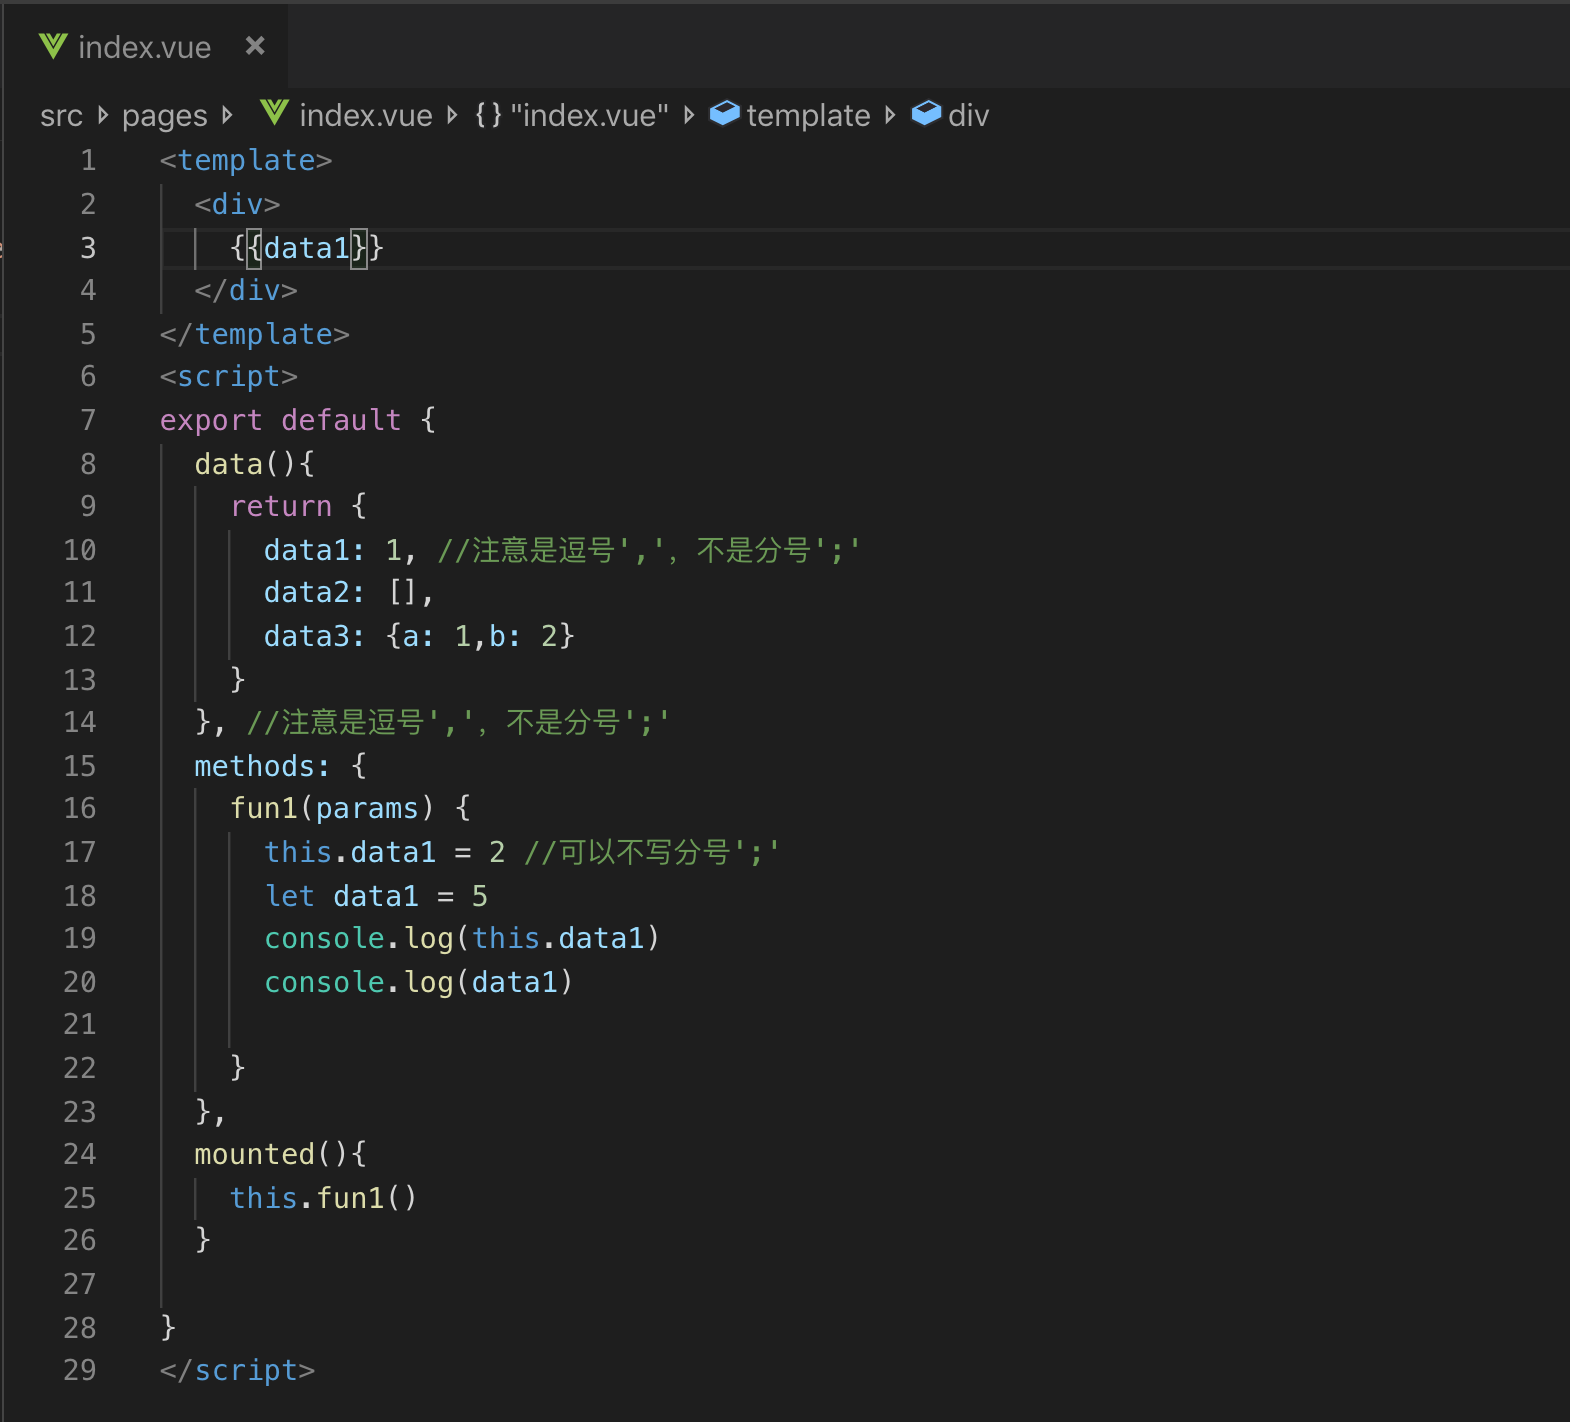 index.vue ×
src pages index.vue {} "index.vue" template div
1 <template>
2   <div>
3     {{data1}}
4   </div>
5 </template>
6 <script>
7 export default {
8   data(){
9     return {
10       data1: 1, //注意是逗号',', 不是分号';'
11       data2: [],
12       data3: {a: 1,b: 2}
13     }
14   }, //注意是逗号',', 不是分号';'
15   methods: {
16     fun1(params) {
17       this.data1 = 2 //可以不写分号';'
18       let data1 = 5
19       console.log(this.data1)
20       console.log(data1)
21
22     }
23   },
24   mounted(){
25     this.fun1()
26   }
27
28 }
29 </script>